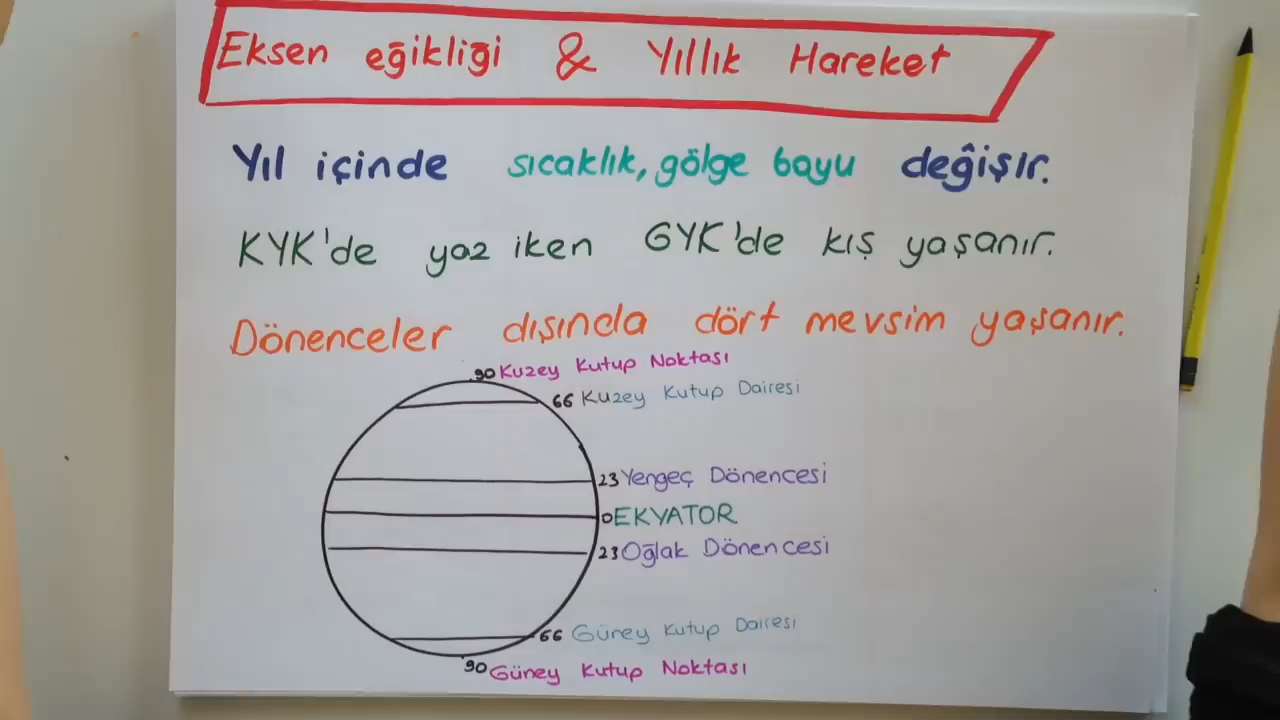 Eksen eğikliği & Yıllık Hareket
Yıl içinde sıcaklık, gölge boyu değişir.
KYK'de yaz iken GYK'de kış yaşanır.
Dönenceler dışında dört mevsim yaşanır.
90 Kuzey Kutup Noktası
66 Kuzey Kutup Dairesi
23 Yengeç Dönencesi
0 EKYATOR
23 Oğlak Dönencesi
66 Güney Kutup Dairesi
90 Güney Kutup Noktası